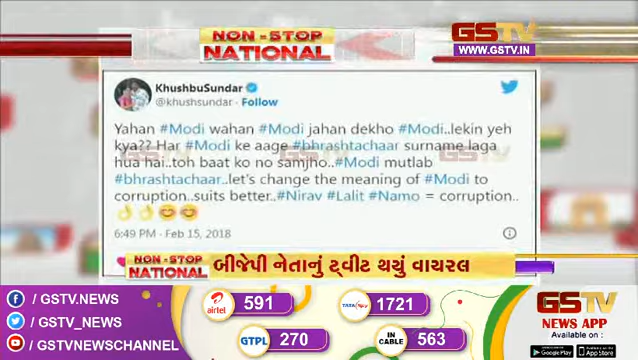 NON-STOP
NATIONAL
GSTV
WWW.GSTV.IN
KhushbuSundar
@khushsundar · Follow
Yahan #Modi wahan #Modi jahan dekho #Modi..lekin yeh
kya?? Har #Modi ke aage #bhrashtachaar surname laga
hua hai..toh baat ko no samjho..#Modi mutlab
#bhrashtachaar..let's change the meaning of #Modi to
corruption..suits better..#Nirav #Lalit #Namo = corruption..
👌👌😊😊
6:49 PM · Feb 15, 2018
NON-STOP
NATIONAL
બીજેપી નેતાનું ટ્વીટ થયું વાયરલ
/ GSTV.NEWS
/ GSTV_NEWS
/ GSTVNEWSCHANNEL
airtel 591
TATA 1721
GTPL 270
IN CABLE 563
GSTV
NEWS APP
Available on :
Google Play
App Store